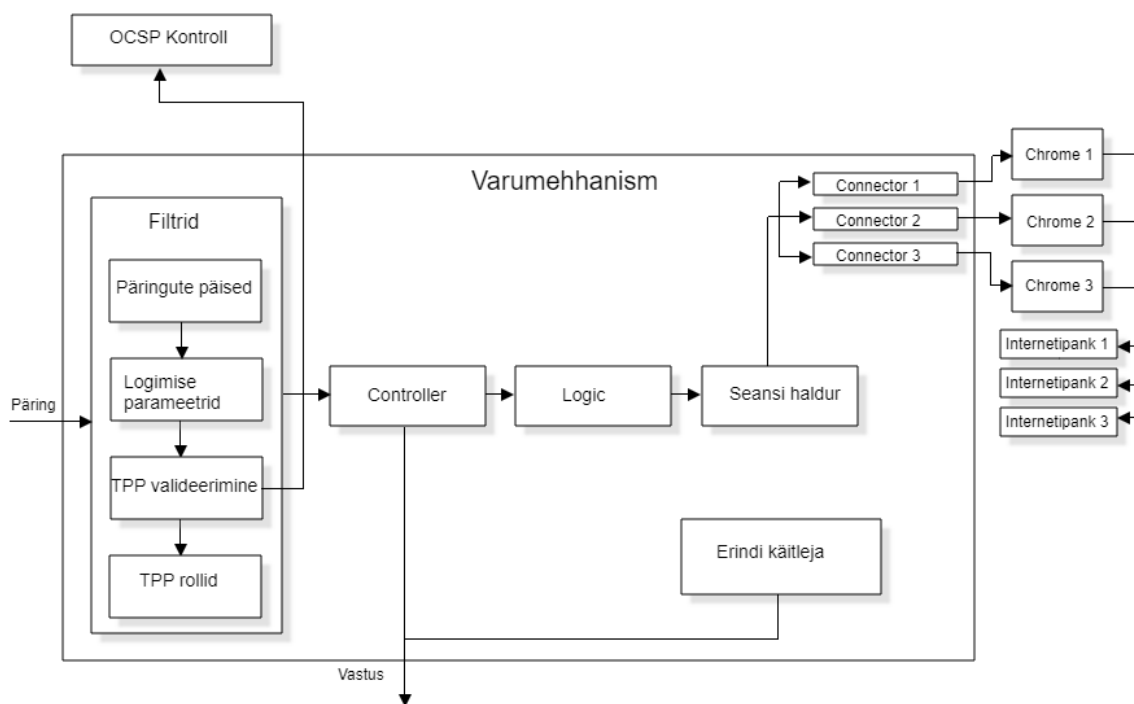 OCSP Kontroll
Varumehhanism
Filtrid
Päringute päised
Logimise
parameetrid
TPP valideerimine
TPP rollid
Päring
Controller
Logic
Seansi haldur
Connector 1
Connector 2
Connector 3
Chrome 1
Chrome 2
Chrome 3
Internetipank 1
Internetipank 2
Internetipank 3
Erindi käitleja
Vastus